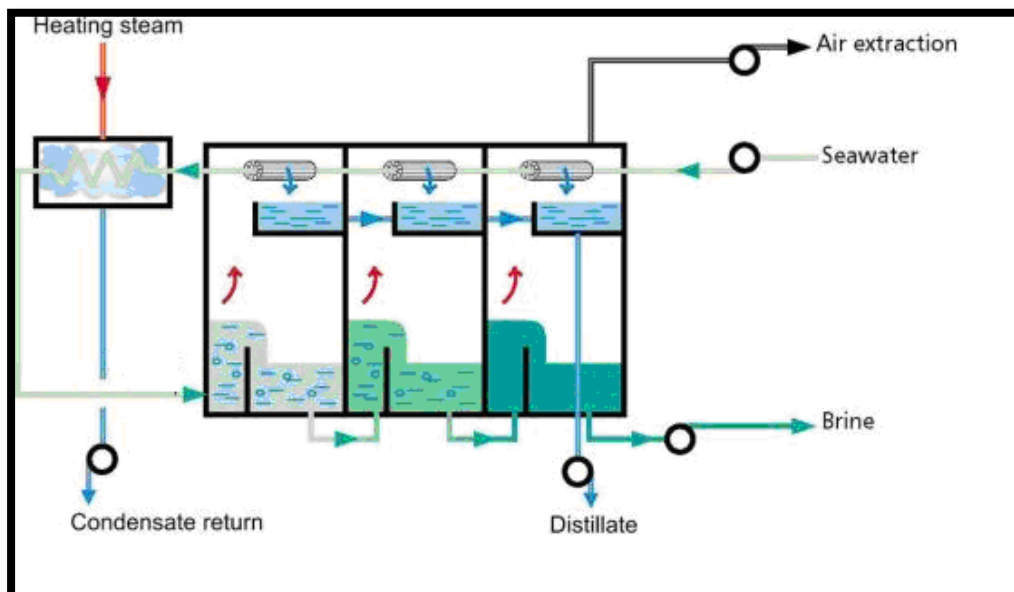 Heating steam
Air extraction
Seawater
Brine
Condensate return
Distillate